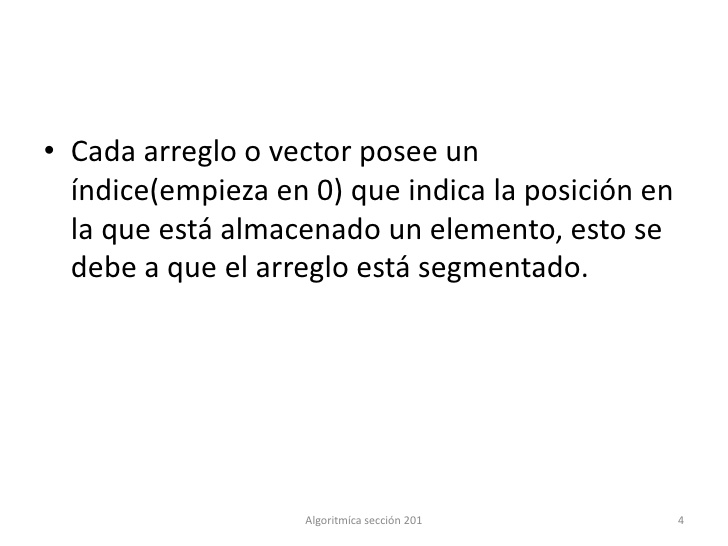 • Cada arreglo o vector posee un
índice(empieza en 0) que indica la posición en
la que está almacenado un elemento, esto se
debe a que el arreglo está segmentado.
Algoritmíca sección 201
4